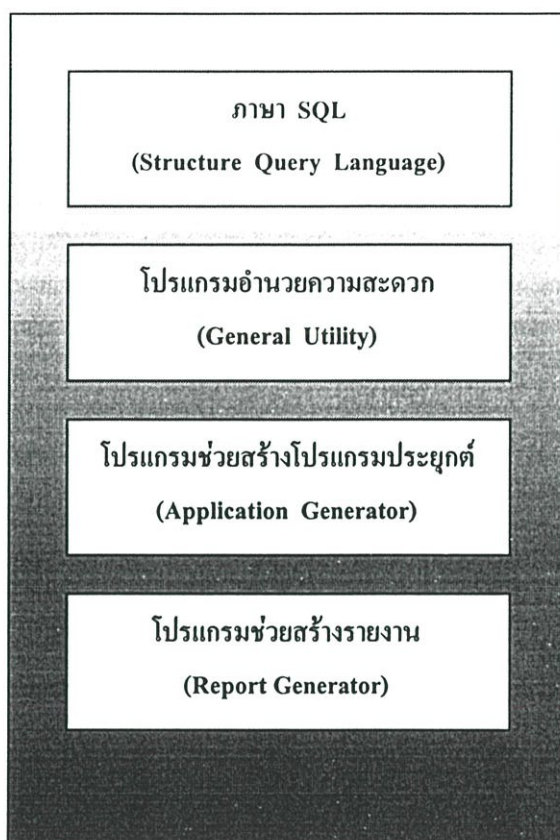 ภาษา SQL
(Structure Query Language)
โปรแกรมอำนวยความสะดวก
(General Utility)
โปรแกรมช่วยสร้างโปรแกรมประยุกต์
(Application Generator)
โปรแกรมช่วยสร้างรายงาน
(Report Generator)